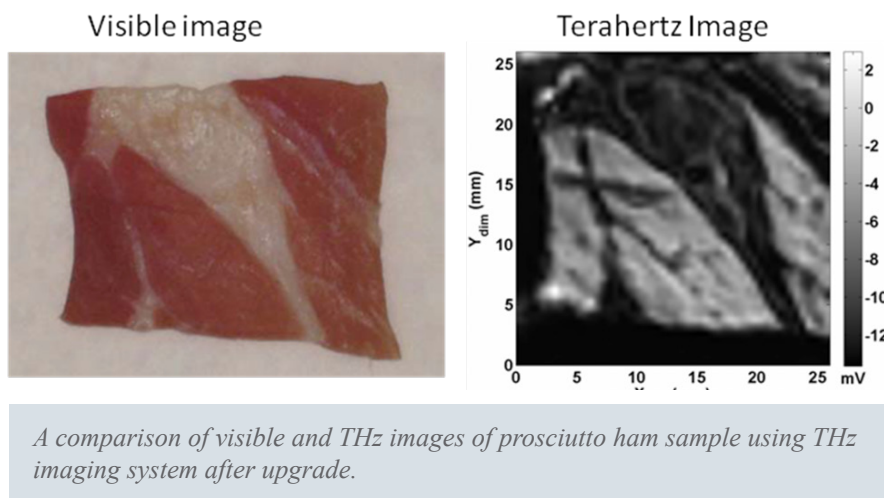 Visible image
Terahertz Image
25
20
15
10
5
0
Y_dim (mm)
0 5 10 15 20 25
2
0
-2
-4
-6
-8
-10
-12
mV
A comparison of visible and THz images of prosciutto ham sample using THz
imaging system after upgrade.